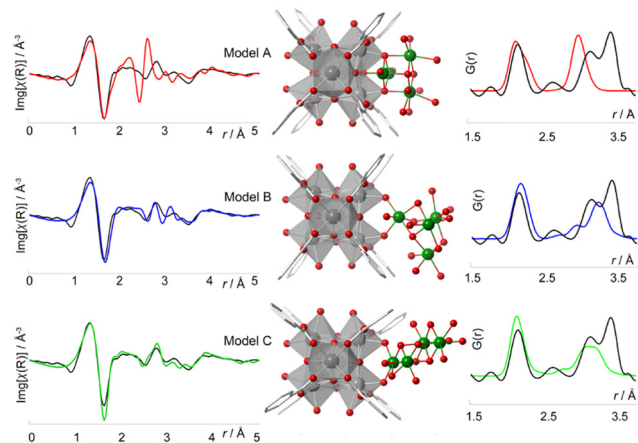 Img[χ(R)] / Å⁻³
Model A
0 1 2 3 4 5
r / Å
G(r)
1.5 2.5 3.5
r / Å
Img[χ(R)] / Å⁻³
Model B
0 1 2 3 4 5
r / Å
G(r)
1.5 2.5 3.5
r / Å
Img[χ(R)] / Å⁻³
Model C
0 1 2 3 4 5
r / Å
G(r)
1.5 2.5 3.5
r / Å